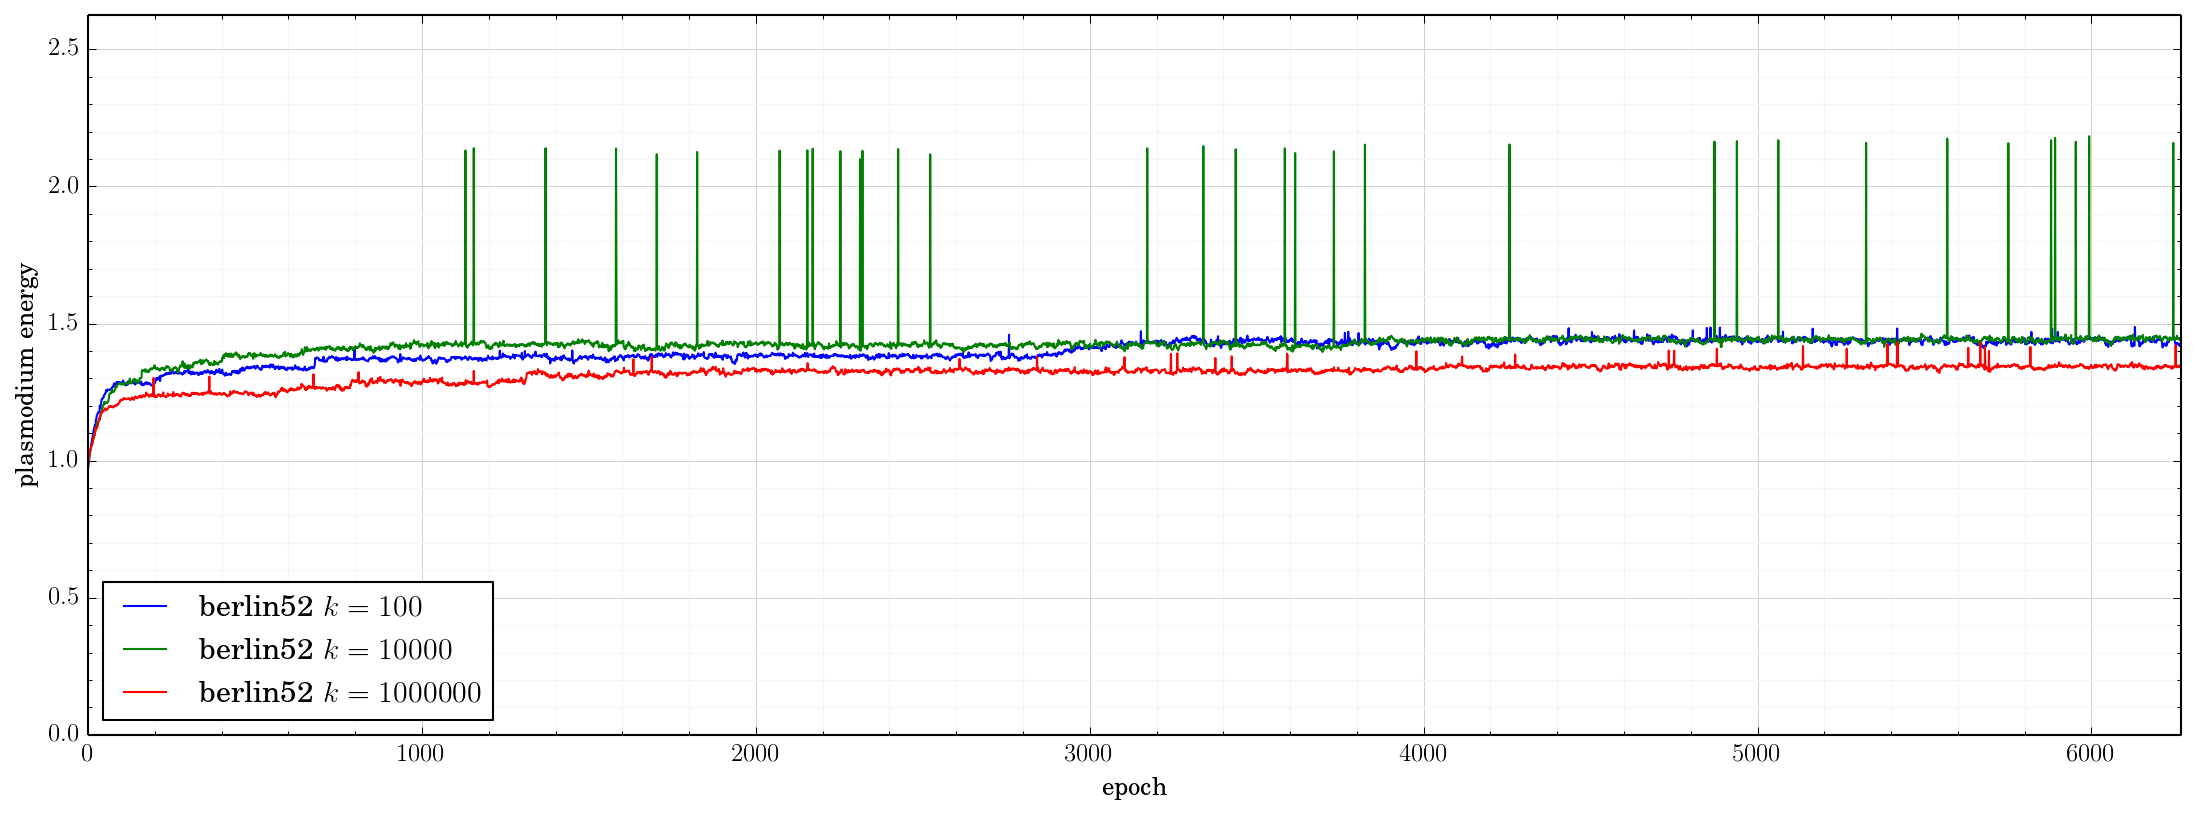 2.5
2.0
1.5
1.0
0.5
0.0
plasmodium energy
berlin52 k = 100
berlin52 k = 10000
berlin52 k = 1000000
0 1000 2000 3000 4000 5000 6000
epoch